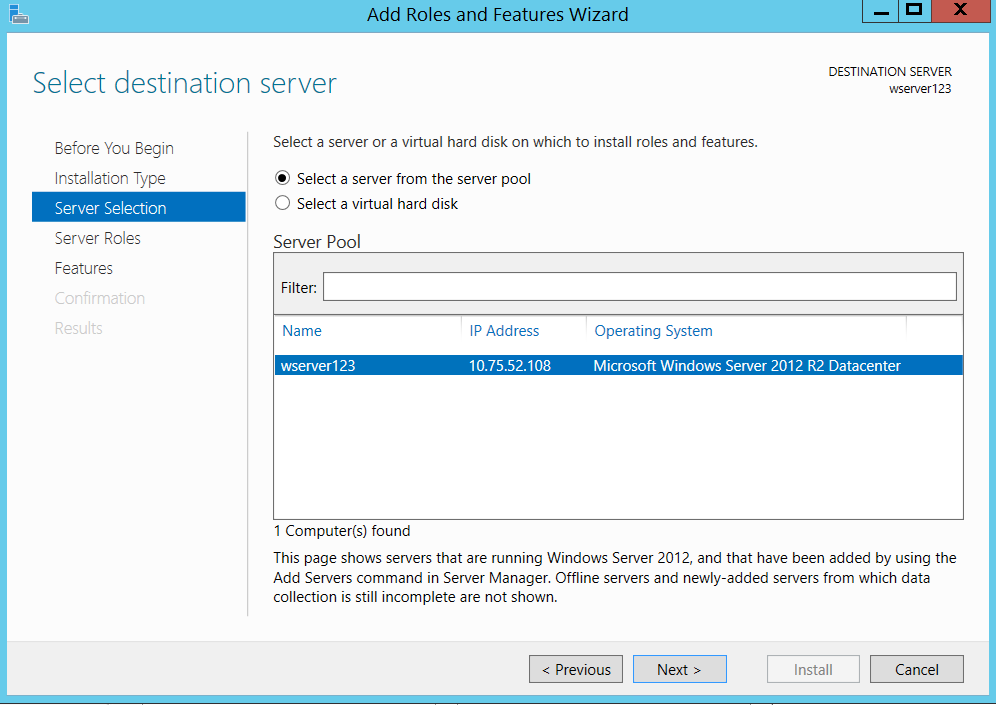 Add Roles and Features Wizard
X
Select destination server
DESTINATION SERVER
wserver123
Before You Begin
Installation Type
Server Selection
Server Roles
Features
Confirmation
Results
Select a server or a virtual hard disk on which to install roles and features.
Select a server from the server pool
Select a virtual hard disk
Server Pool
Filter:
Name IP Address Operating System
wserver123 10.75.52.108 Microsoft Windows Server 2012 R2 Datacenter
1 Computer(s) found
This page shows servers that are running Windows Server 2012, and that have been added by using the
Add Servers command in Server Manager. Offline servers and newly-added servers from which data
collection is still incomplete are not shown.
< Previous Next > Install Cancel